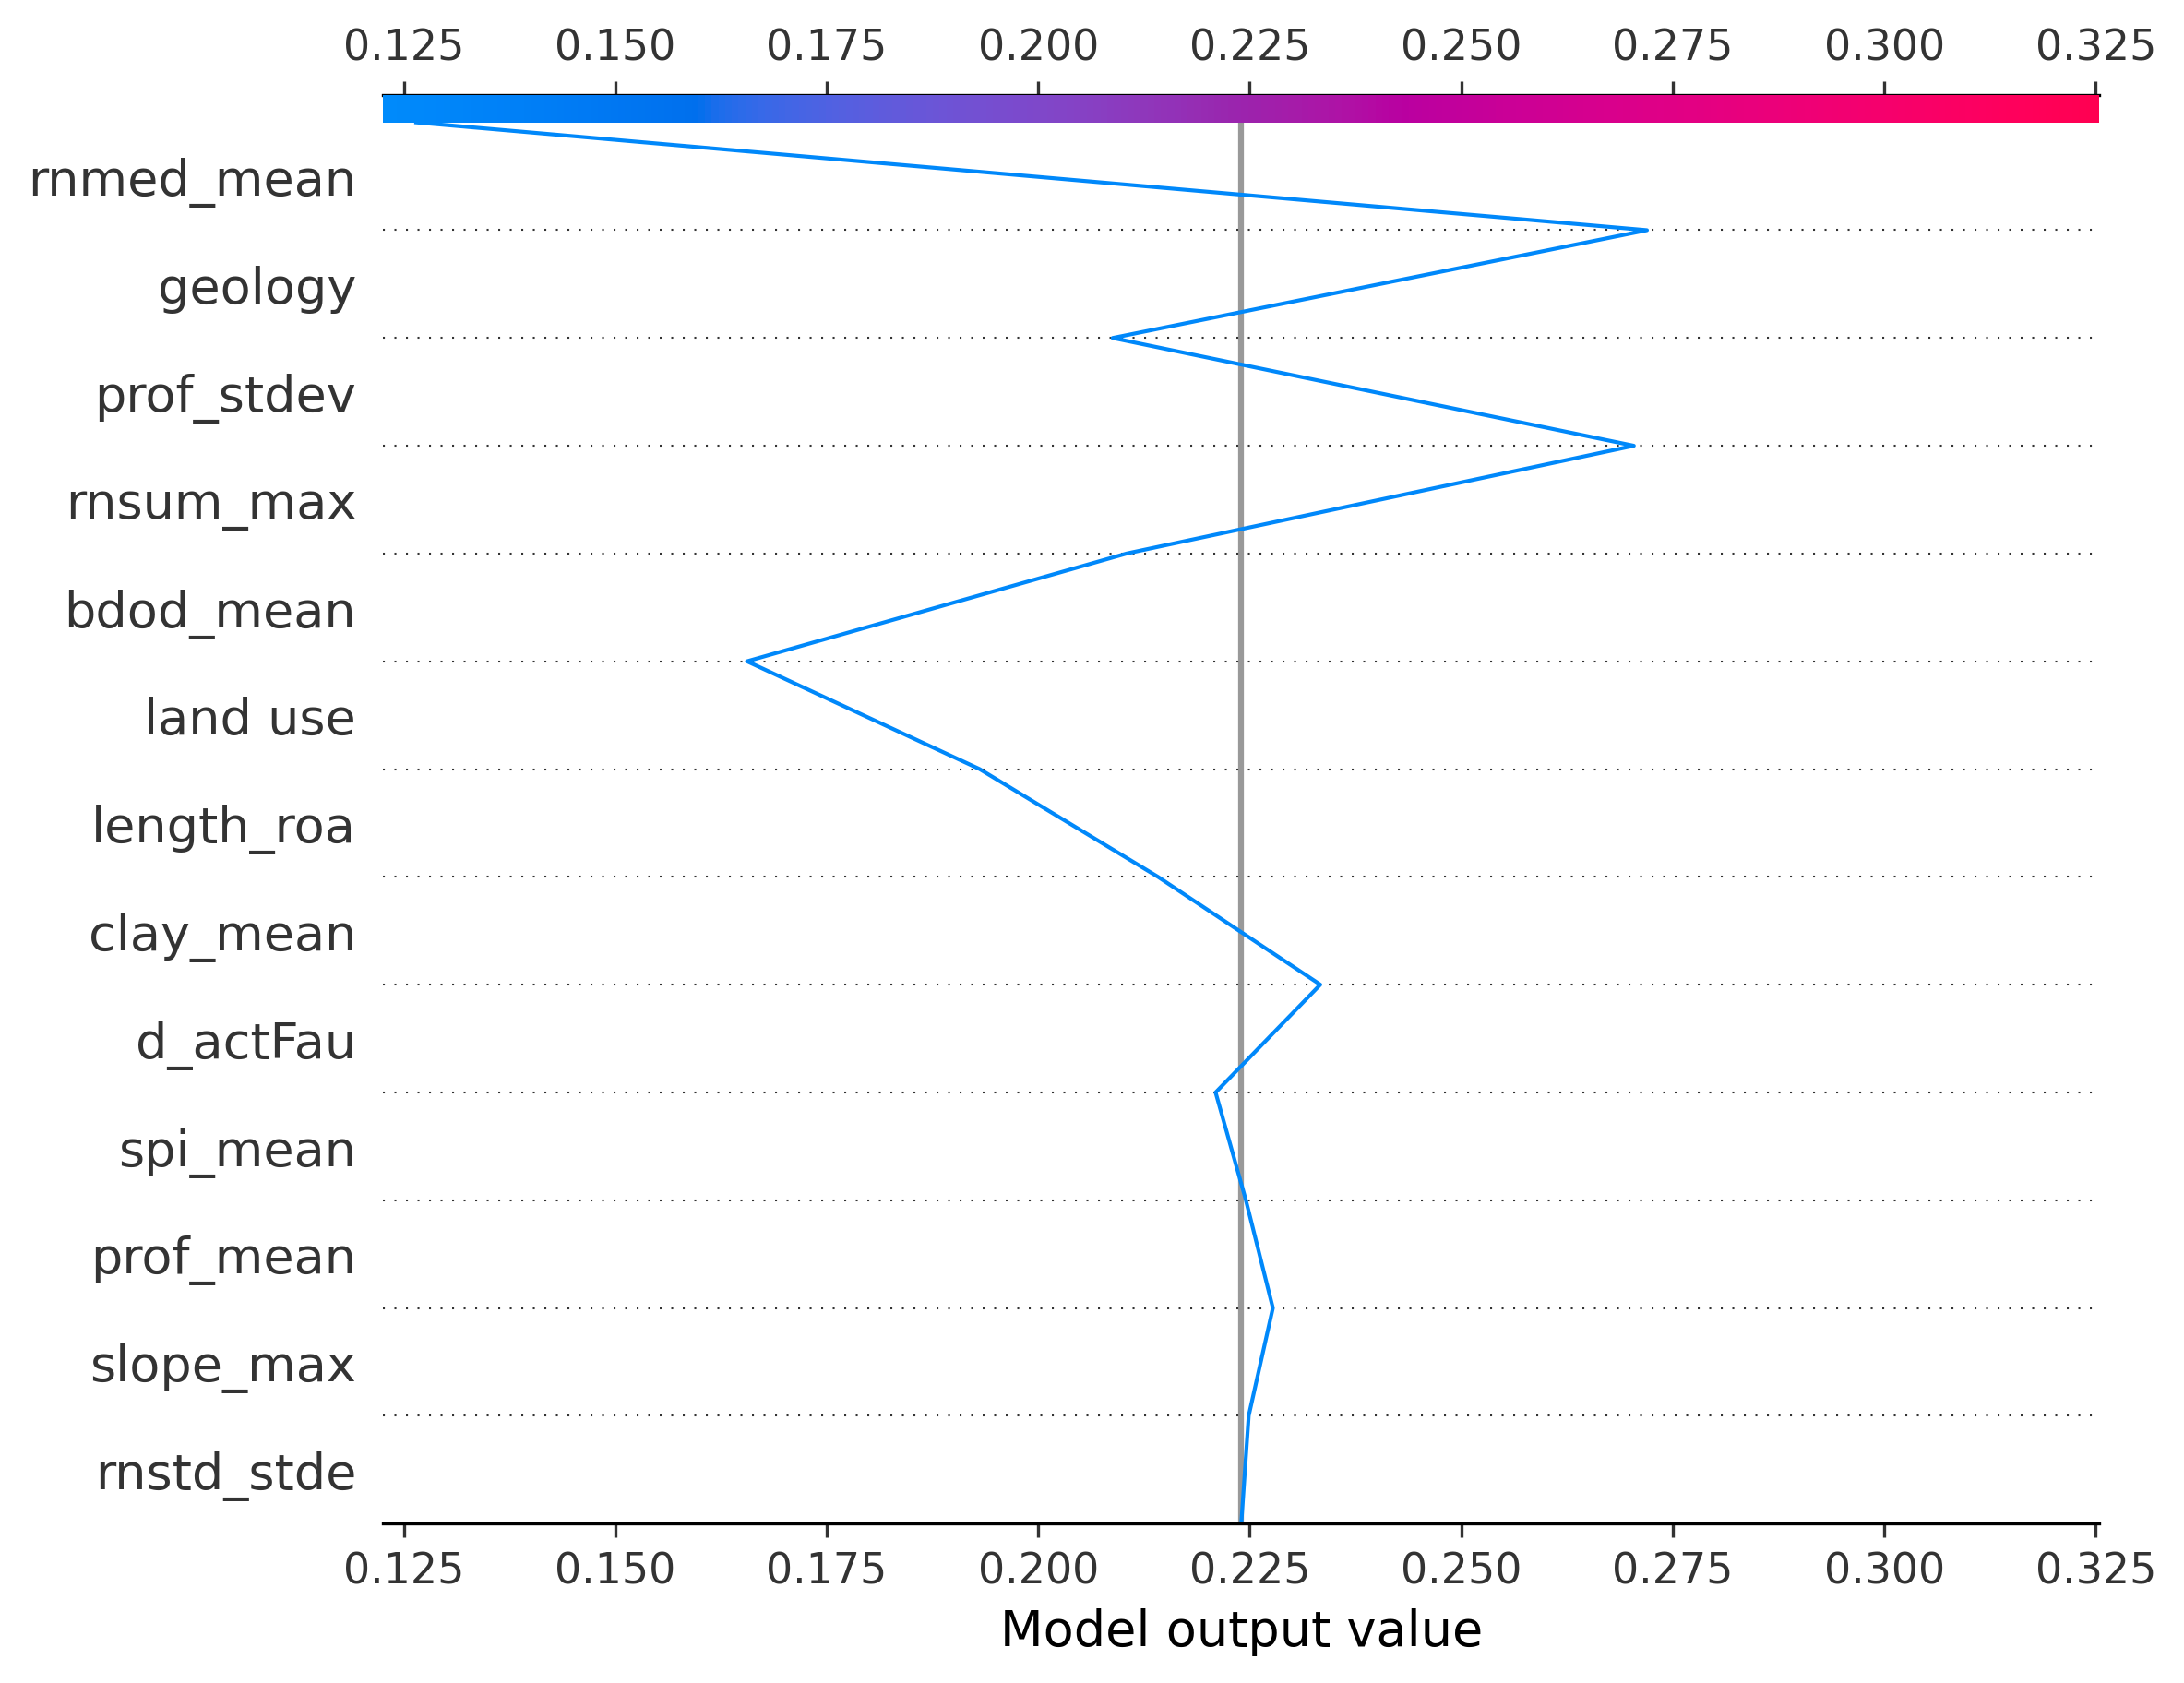 0.125 0.150 0.175 0.200 0.225 0.250 0.275 0.300 0.325
rnmed_mean
geology
prof_stdev
rnsum_max
bdod_mean
land use
length_roa
clay_mean
d_actFau
spi_mean
prof_mean
slope_max
rnstd_stde
0.125 0.150 0.175 0.200 0.225 0.250 0.275 0.300 0.325
Model output value